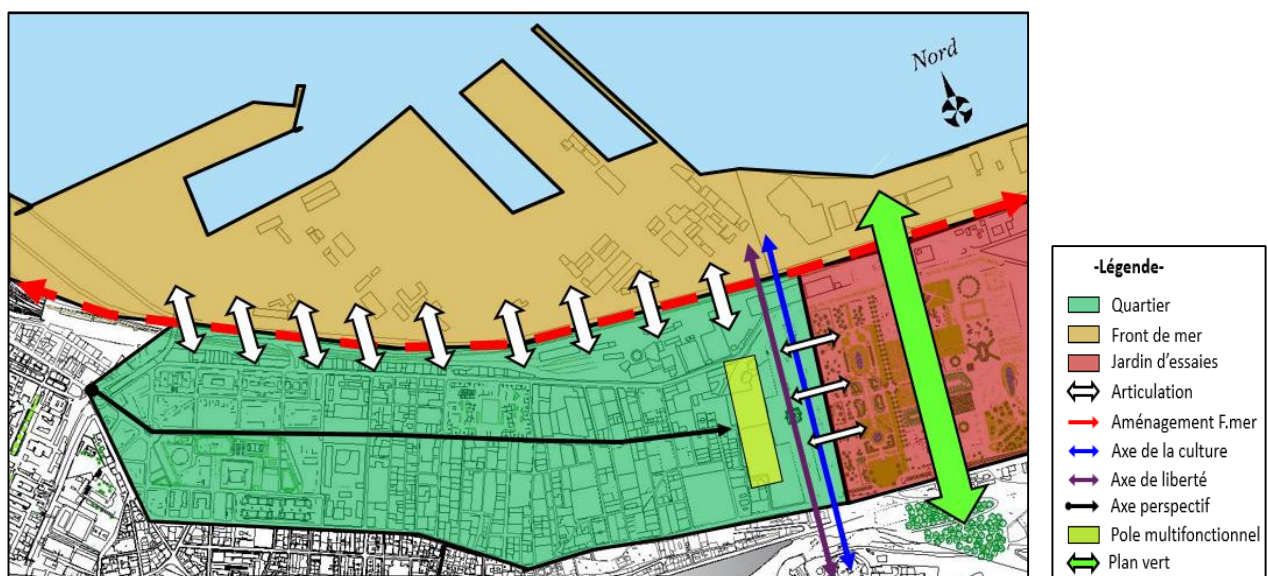 Nord
-Légende-
Quartier
Front de mer
Jardin d'essaies
Articulation
Aménagement F.mer
Axe de la culture
Axe de liberté
Axe perspectif
Pole multifonctionnel
Plan vert